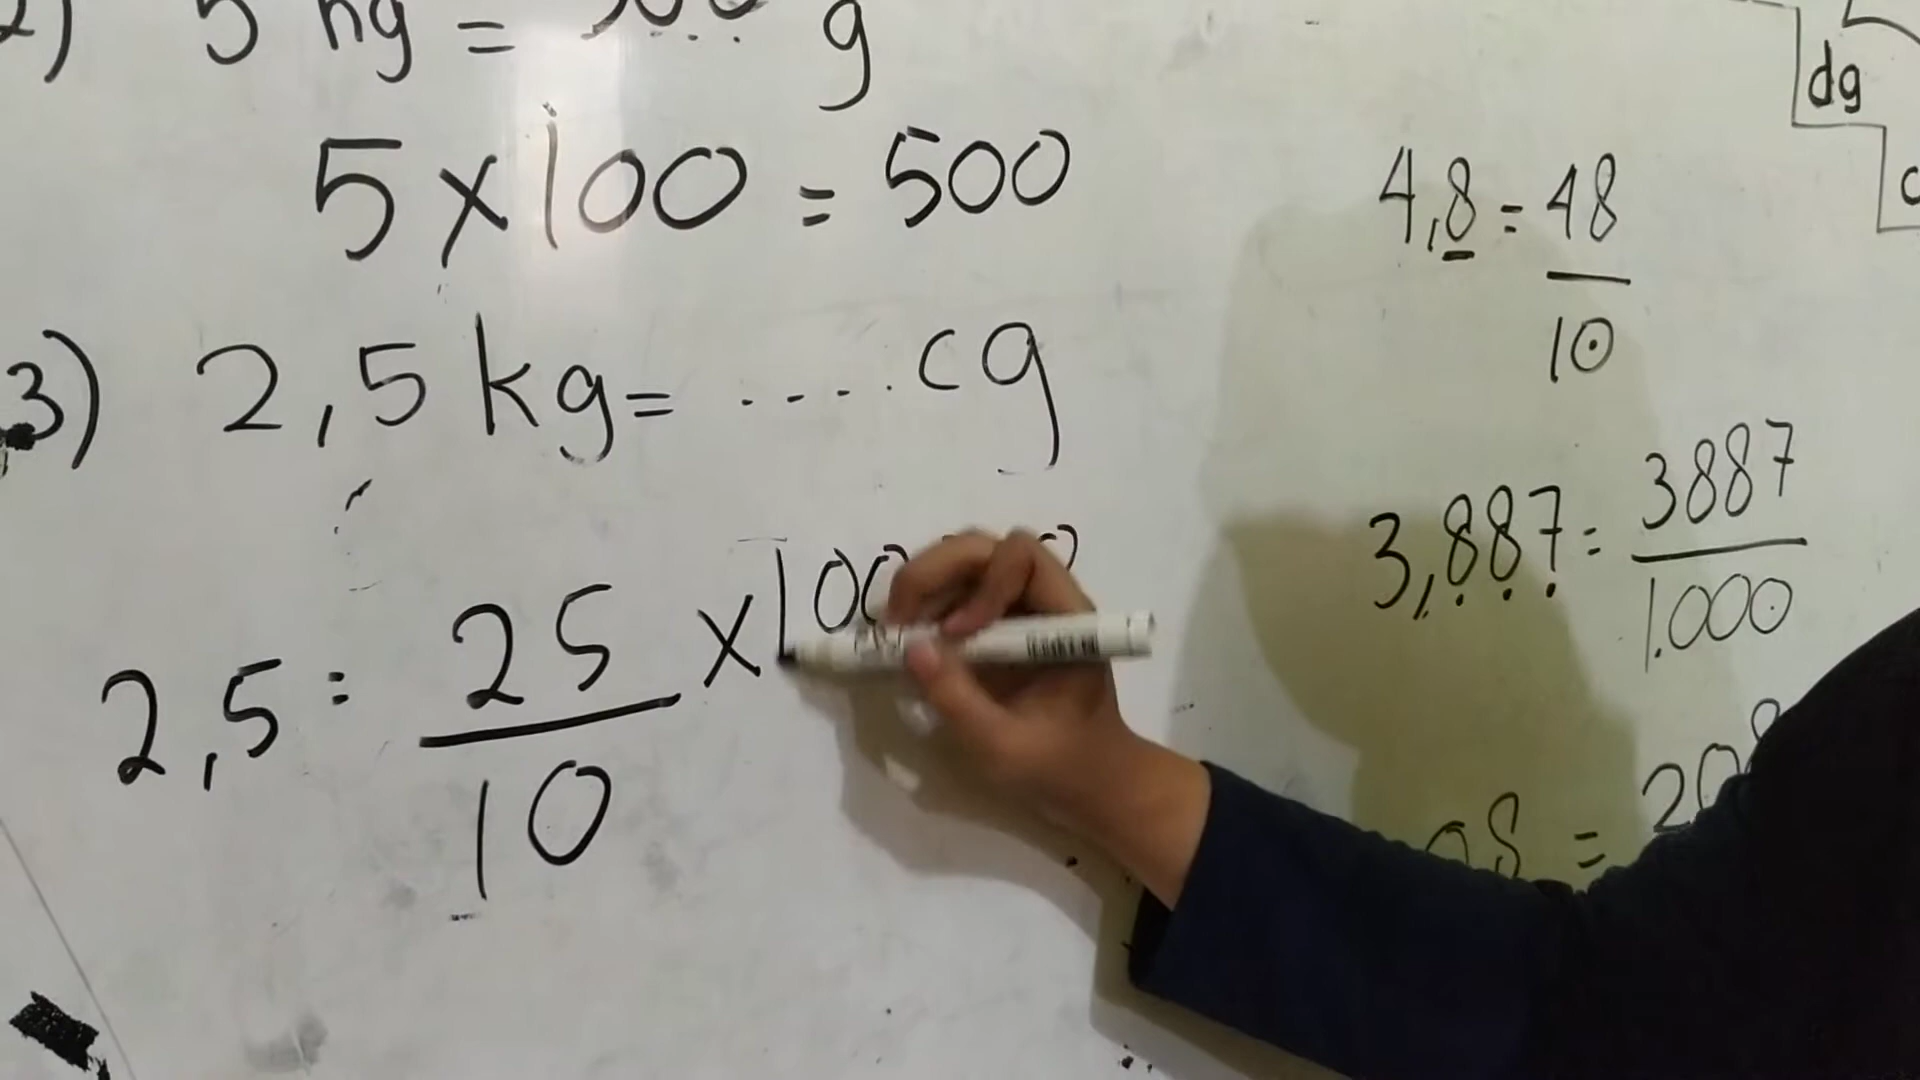 2) 5 hg = 500 g
5 x 100 = 500
3) 2,5 kg = .... cg
2,5 = 25 x 100
10
dg
4,8 = 48
10
3,887 = 3887
1.000